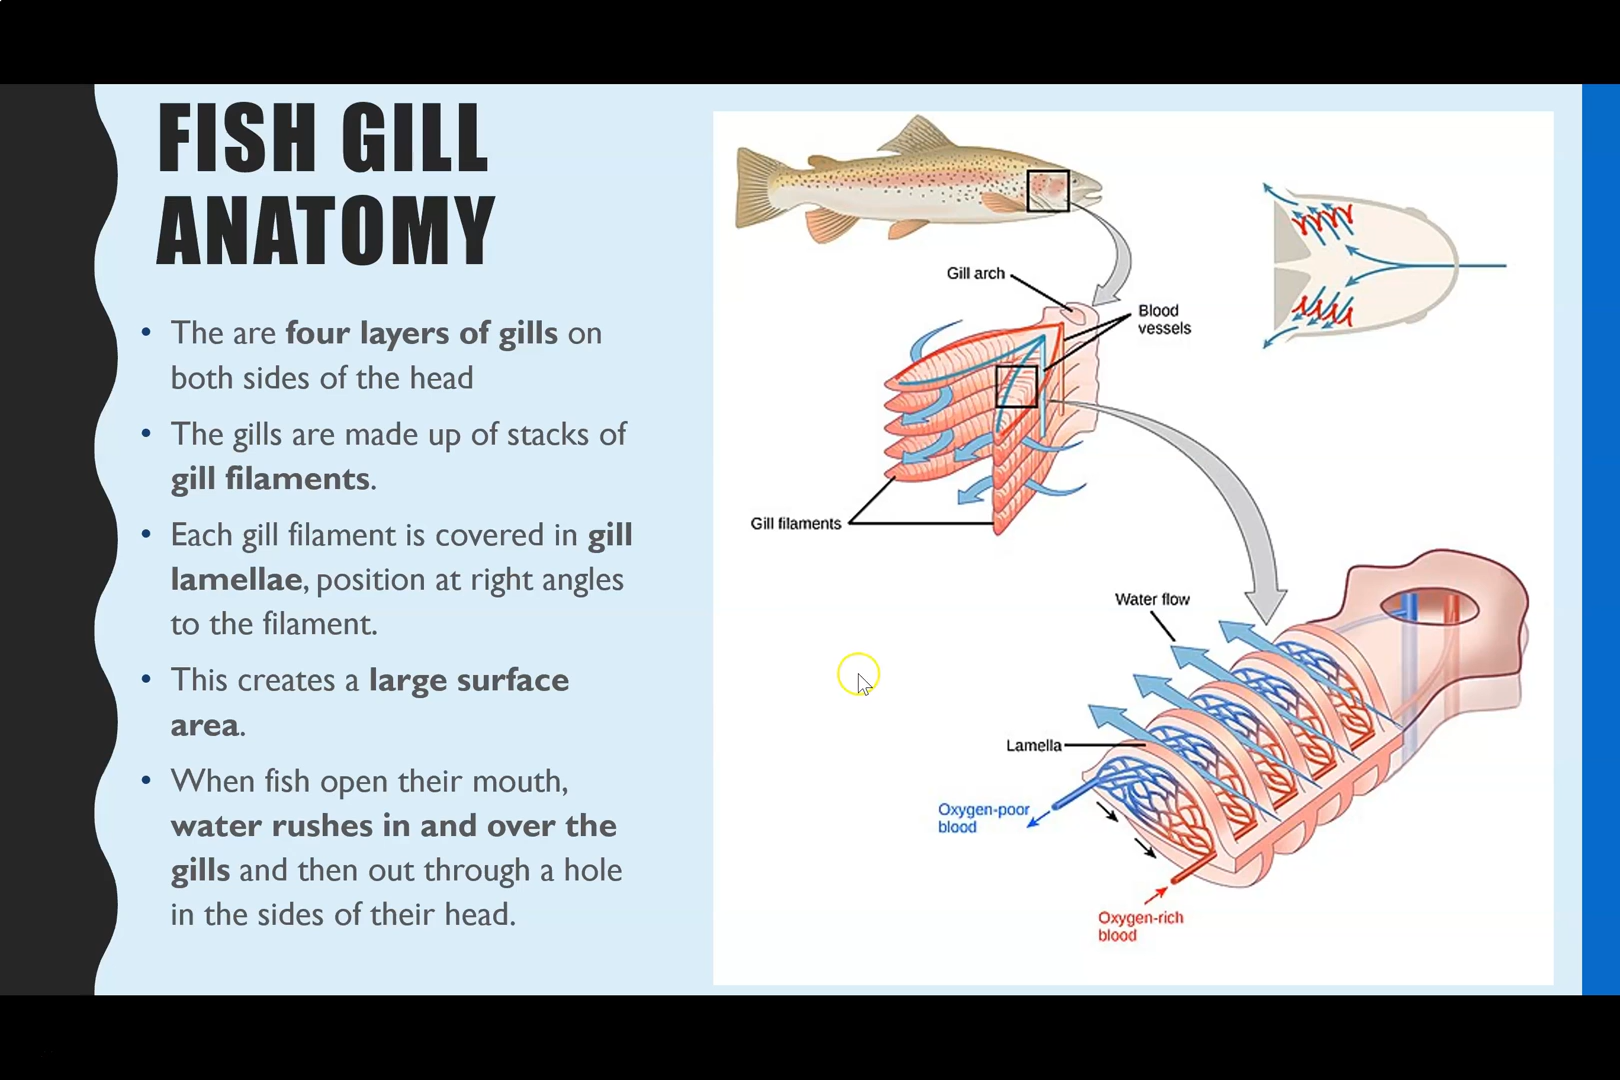 FISH GILL
ANATOMY
• The are four layers of gills on
both sides of the head
• The gills are made up of stacks of
gill filaments.
• Each gill filament is covered in gill
lamellae, position at right angles
to the filament.
• This creates a large surface
area.
• When fish open their mouth,
water rushes in and over the
gills and then out through a hole
in the sides of their head.
Gill arch
Blood
vessels
Gill filaments
Water flow
Lamella
Oxygen-poor
blood
Oxygen-rich
blood